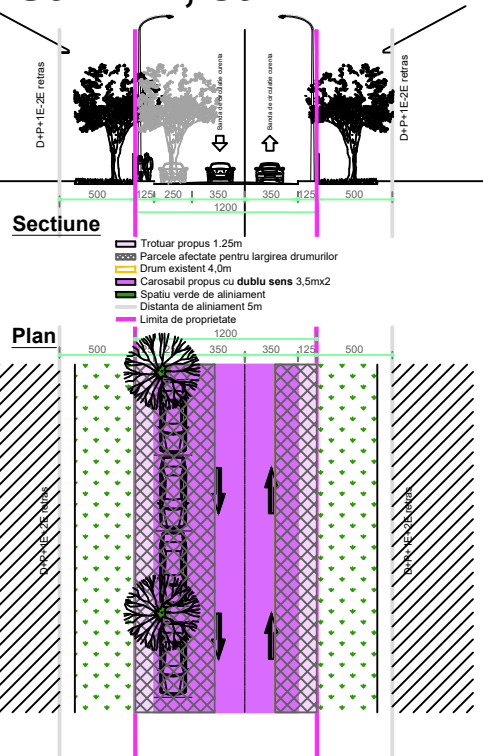 D+P+1E-2E retras
Banda de circulatie curenta
Banda de circulatie curenta
D+P+1E-2E retras
500
125
250
350
350
125
500
1200
Sectiune
Trotuar propus 1.25m
Parcele afectate pentru largirea drumurilor
Drum existent 4,0m
Carosabil propus cu dublu sens 3,5mx2
Spatiu verde de aliniament
Distanta de aliniament 5m
Limita de proprietate
Plan
1200
500
350
350
125
500
D+P+1E-2E retras
D+P+1E-2E retras